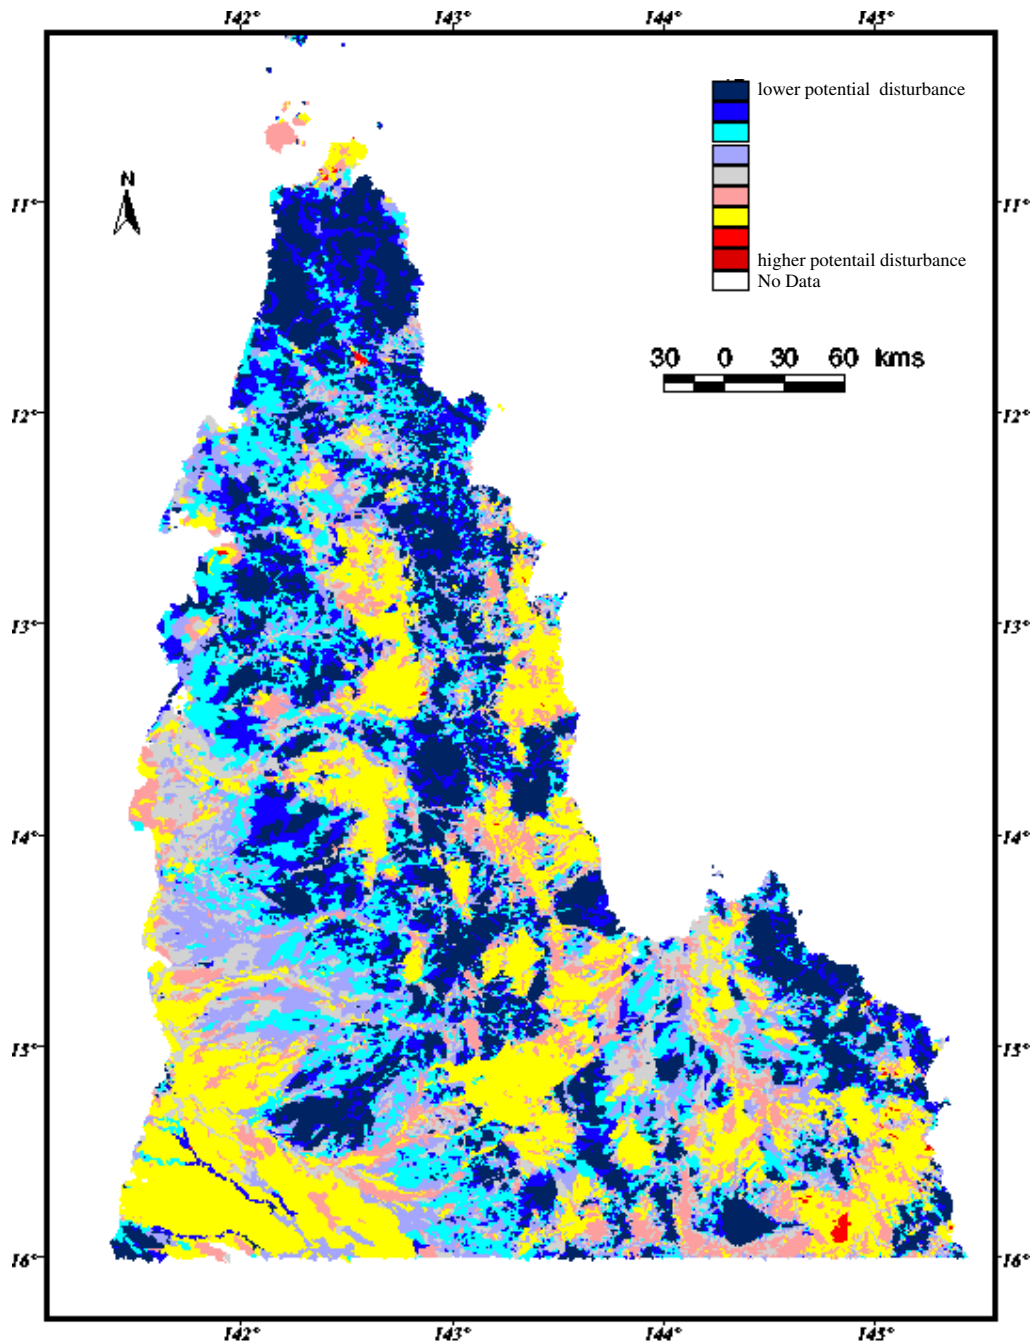 142° 143° 144° 145°
lower potential disturbance
N
11° 11°
higher potentail disturbance
No Data
30 0 30 60 kms
12° 12°
13° 13°
14° 14°
15° 15°
16° 16°
142° 143° 144° 145°